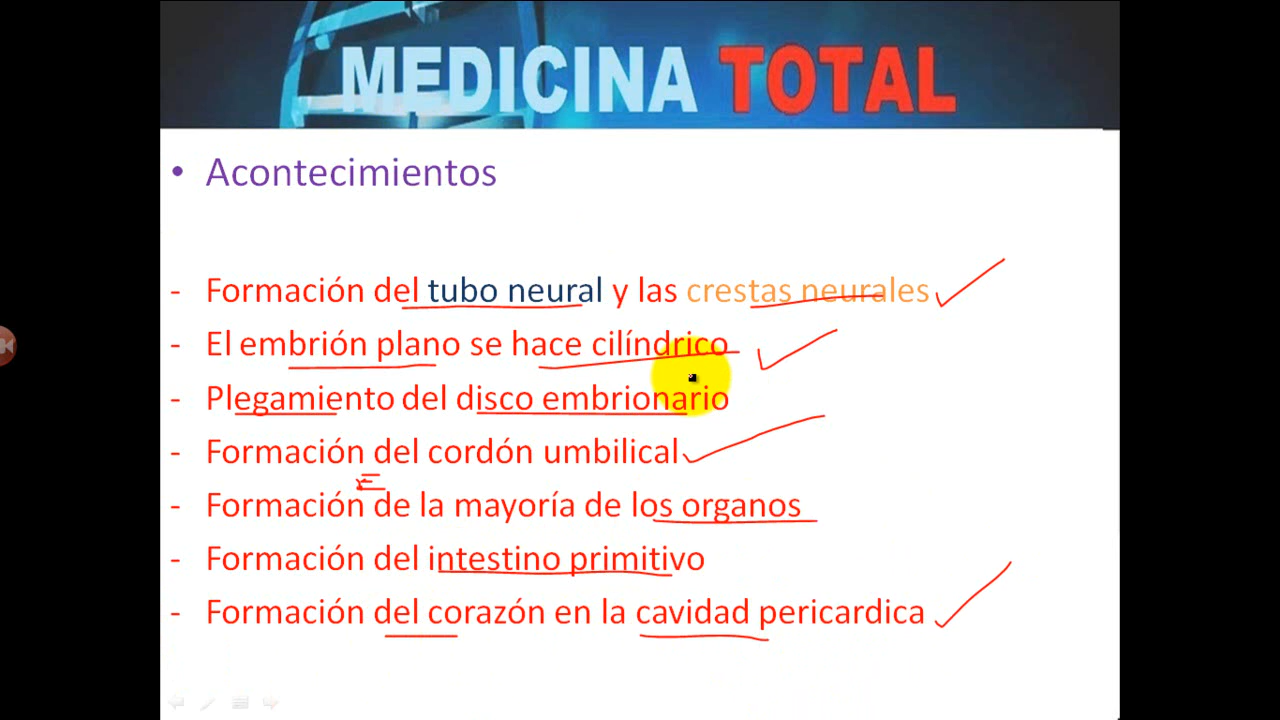 MEDICINA TOTAL
• Acontecimientos
- Formación del tubo neural y las crestas neurales
- El embrión plano se hace cilíndrico
- Plegamiento del disco embrionario
- Formación del cordón umbilical
- Formación de la mayoría de los organos
- Formación del intestino primitivo
- Formación del corazón en la cavidad pericardica